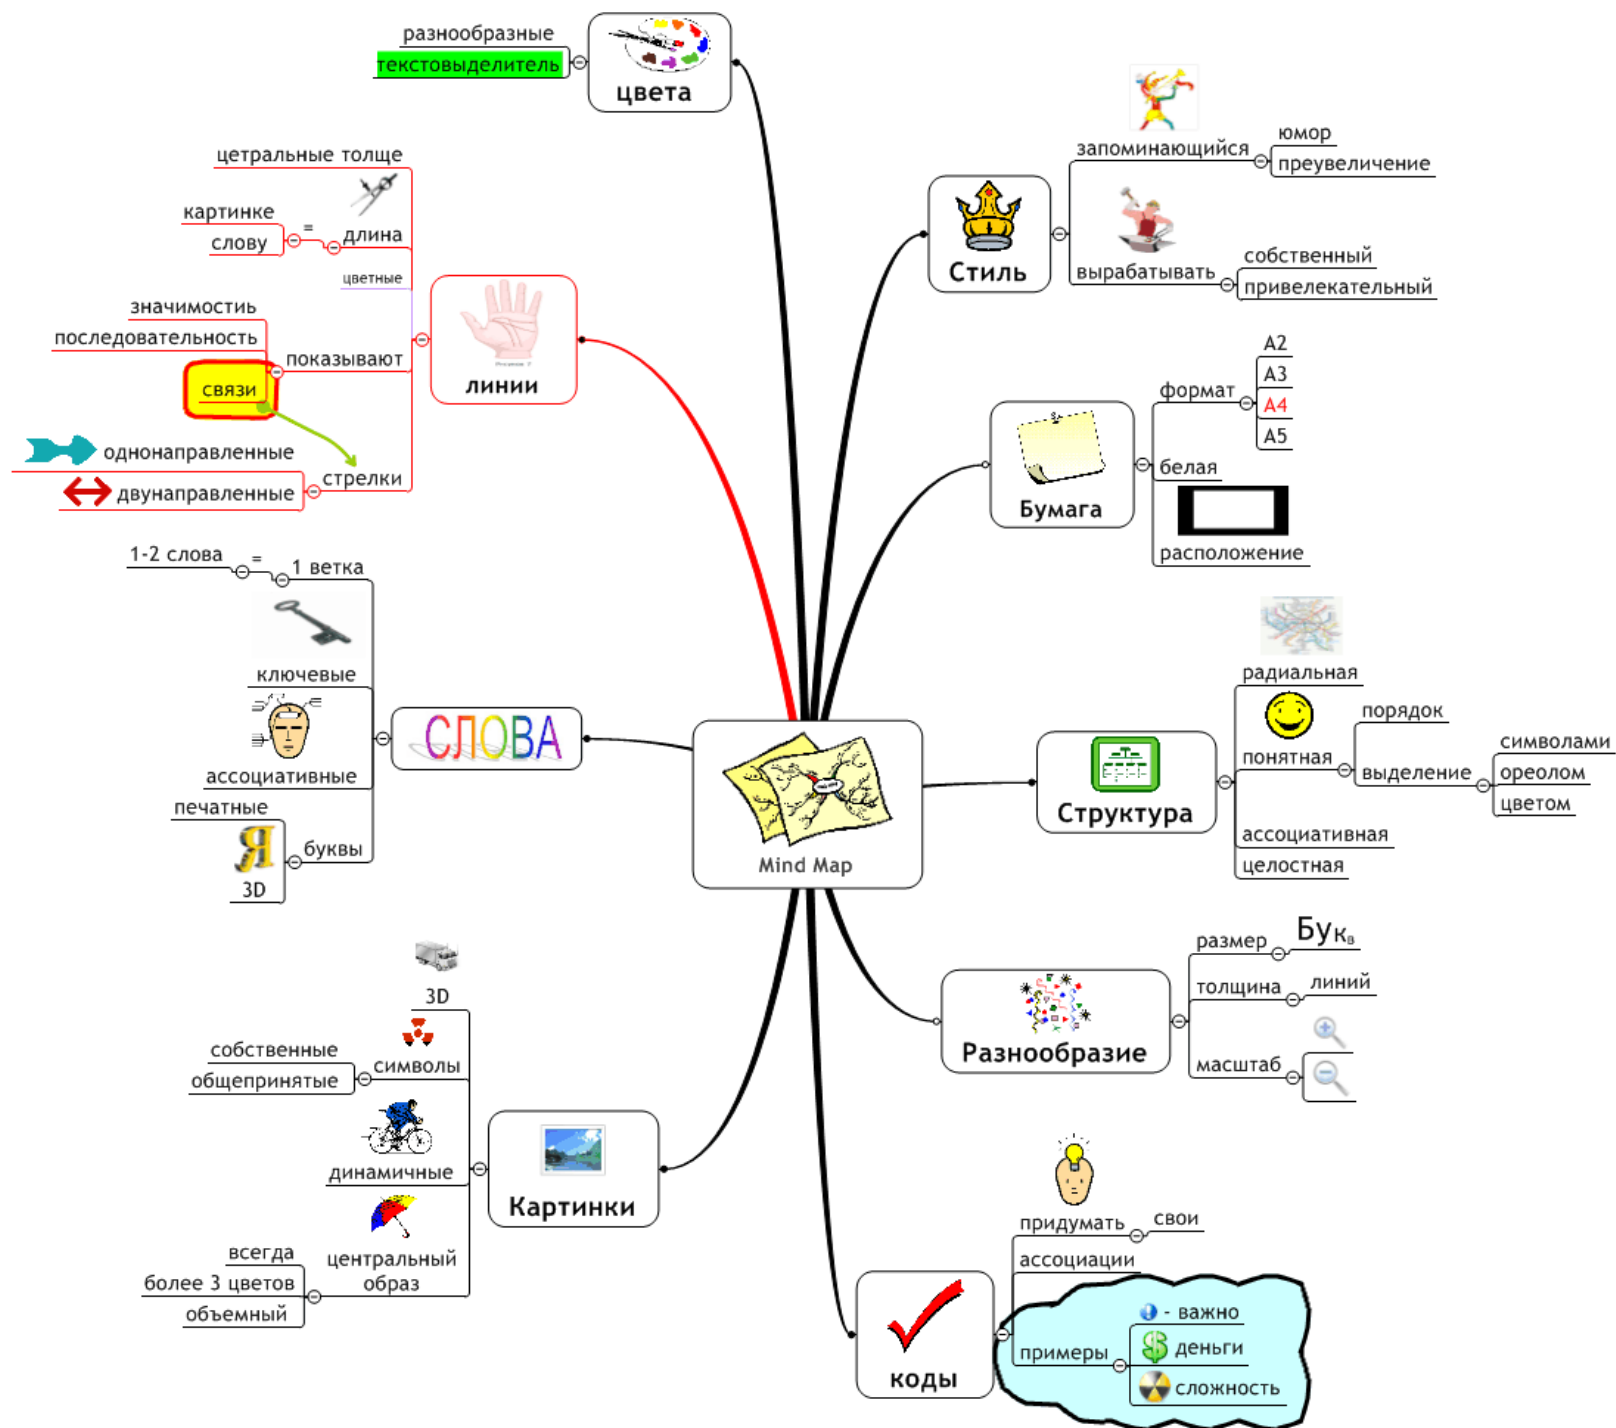 разнообразные
текстовыделитель
цвета
цетральные толще
картинке
слову
=
длина
цветные
значимостиь
последовательность
связи
показывают
однонаправленные
двунаправленные
стрелки
линии
1-2 слова
=
1 ветка
ключевые
ассоциативные
печатные
Я
3D
буквы
СЛОВА
3D
собственные
общепринятые
символы
динамичные
всегда
более 3 цветов
объемный
центральный
образ
Картинки
Mind Map
Стиль
запоминающийся
юмор
преувеличение
вырабатывать
собственный
привелекательный
Бумага
формат
А2
А3
А4
А5
белая
расположение
Структура
радиальная
понятная
порядок
выделение
символами
ореолом
цветом
ассоциативная
целостная
Разнообразие
размер
Букв
толщина
линий
масштаб
коды
придумать
свои
ассоциации
примеры
- важно
$ деньги
сложность